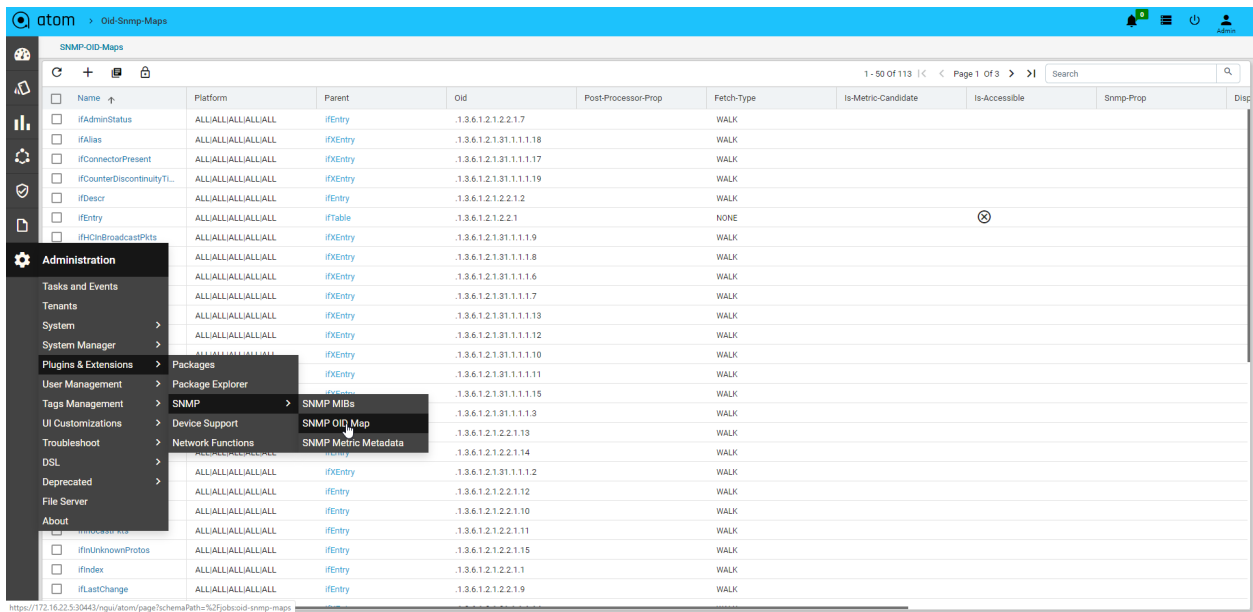 atom > Oid-Snmp-Maps 0 Admin
SNMP-OID-Maps
1 - 50 Of 113 Page 1 Of 3 Search
Name Platform Parent Oid Post-Processor-Prop Fetch-Type Is-Metric-Candidate Is-Accessible Snmp-Prop Disp
ifAdminStatus ALL|ALL|ALL|ALL|ALL ifEntry .1.3.6.1.2.1.2.2.1.7 WALK
ifAlias ALL|ALL|ALL|ALL|ALL ifXEntry .1.3.6.1.2.1.31.1.1.1.18 WALK
ifConnectorPresent ALL|ALL|ALL|ALL|ALL ifXEntry .1.3.6.1.2.1.31.1.1.1.17 WALK
ifCounterDiscontinuityTi... ALL|ALL|ALL|ALL|ALL ifXEntry .1.3.6.1.2.1.31.1.1.1.19 WALK
ifDescr ALL|ALL|ALL|ALL|ALL ifEntry .1.3.6.1.2.1.2.2.1.2 WALK
ifEntry ALL|ALL|ALL|ALL|ALL ifTable .1.3.6.1.2.1.2.2.1 NONE
ifHCInBroadcastPkts ALL|ALL|ALL|ALL|ALL ifXEntry .1.3.6.1.2.1.31.1.1.1.9 WALK
Administration ALL|ALL|ALL|ALL|ALL ifXEntry .1.3.6.1.2.1.31.1.1.1.8 WALK
ALL|ALL|ALL|ALL|ALL ifXEntry .1.3.6.1.2.1.31.1.1.1.6 WALK
Tasks and Events
ALL|ALL|ALL|ALL|ALL ifXEntry .1.3.6.1.2.1.31.1.1.1.7 WALK
Tenants
ALL|ALL|ALL|ALL|ALL ifXEntry .1.3.6.1.2.1.31.1.1.1.13 WALK
System
ALL|ALL|ALL|ALL|ALL ifXEntry .1.3.6.1.2.1.31.1.1.1.12 WALK
System Manager
ALL|ALL|ALL|ALL|ALL ifXEntry .1.3.6.1.2.1.31.1.1.1.10 WALK
Plugins & Extensions Packages
ifXEntry .1.3.6.1.2.1.31.1.1.1.11 WALK
User Management Package Explorer
ifXEntry .1.3.6.1.2.1.31.1.1.1.15 WALK
Tags Management SNMP SNMP MIBs
.1.3.6.1.2.1.31.1.1.1.3 WALK
UI Customizations Device Support SNMP OID Map
.1.3.6.1.2.1.2.2.1.13 WALK
Troubleshoot Network Functions SNMP Metric Metadata
.1.3.6.1.2.1.2.2.1.14 WALK
DSL
ALL|ALL|ALL|ALL|ALL ifXEntry .1.3.6.1.2.1.31.1.1.1.2 WALK
Deprecated
ALL|ALL|ALL|ALL|ALL ifEntry .1.3.6.1.2.1.2.2.1.12 WALK
File Server
ALL|ALL|ALL|ALL|ALL ifEntry .1.3.6.1.2.1.2.2.1.10 WALK
About
ALL|ALL|ALL|ALL|ALL ifEntry .1.3.6.1.2.1.2.2.1.11 WALK
ifInUnknownProtos ALL|ALL|ALL|ALL|ALL ifEntry .1.3.6.1.2.1.2.2.1.15 WALK
ifIndex ALL|ALL|ALL|ALL|ALL ifEntry .1.3.6.1.2.1.2.2.1.1 WALK
ifLastChange ALL|ALL|ALL|ALL|ALL ifEntry .1.3.6.1.2.1.2.2.1.9 WALK
https://172.16.22.5:30443/ngui/atom/page?schemaPath=%2Fjobs:oid-snmp-maps